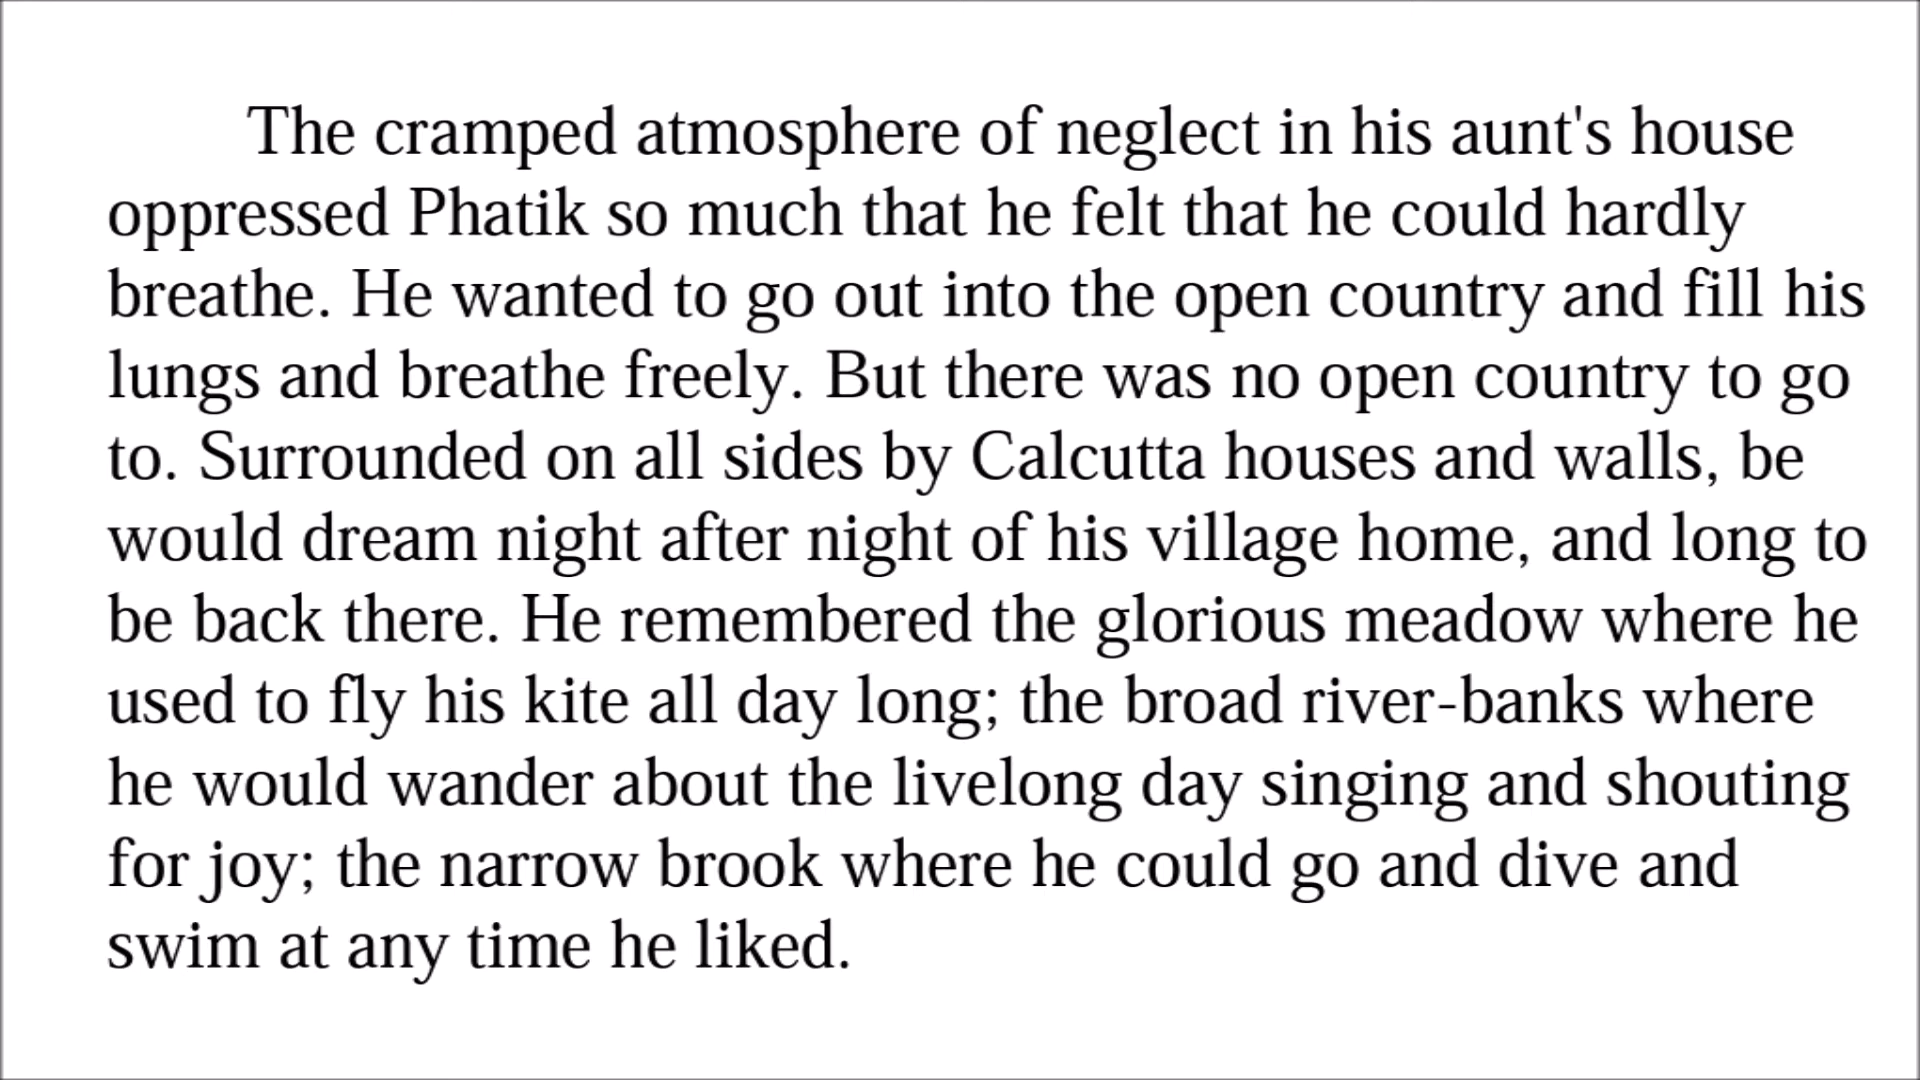 The cramped atmosphere of neglect in his aunt's house
oppressed Phatik so much that he felt that he could hardly
breathe. He wanted to go out into the open country and fill his
lungs and breathe freely. But there was no open country to go
to. Surrounded on all sides by Calcutta houses and walls, be
would dream night after night of his village home, and long to
be back there. He remembered the glorious meadow where he
used to fly his kite all day long; the broad river-banks where
he would wander about the livelong day singing and shouting
for joy; the narrow brook where he could go and dive and
swim at any time he liked.